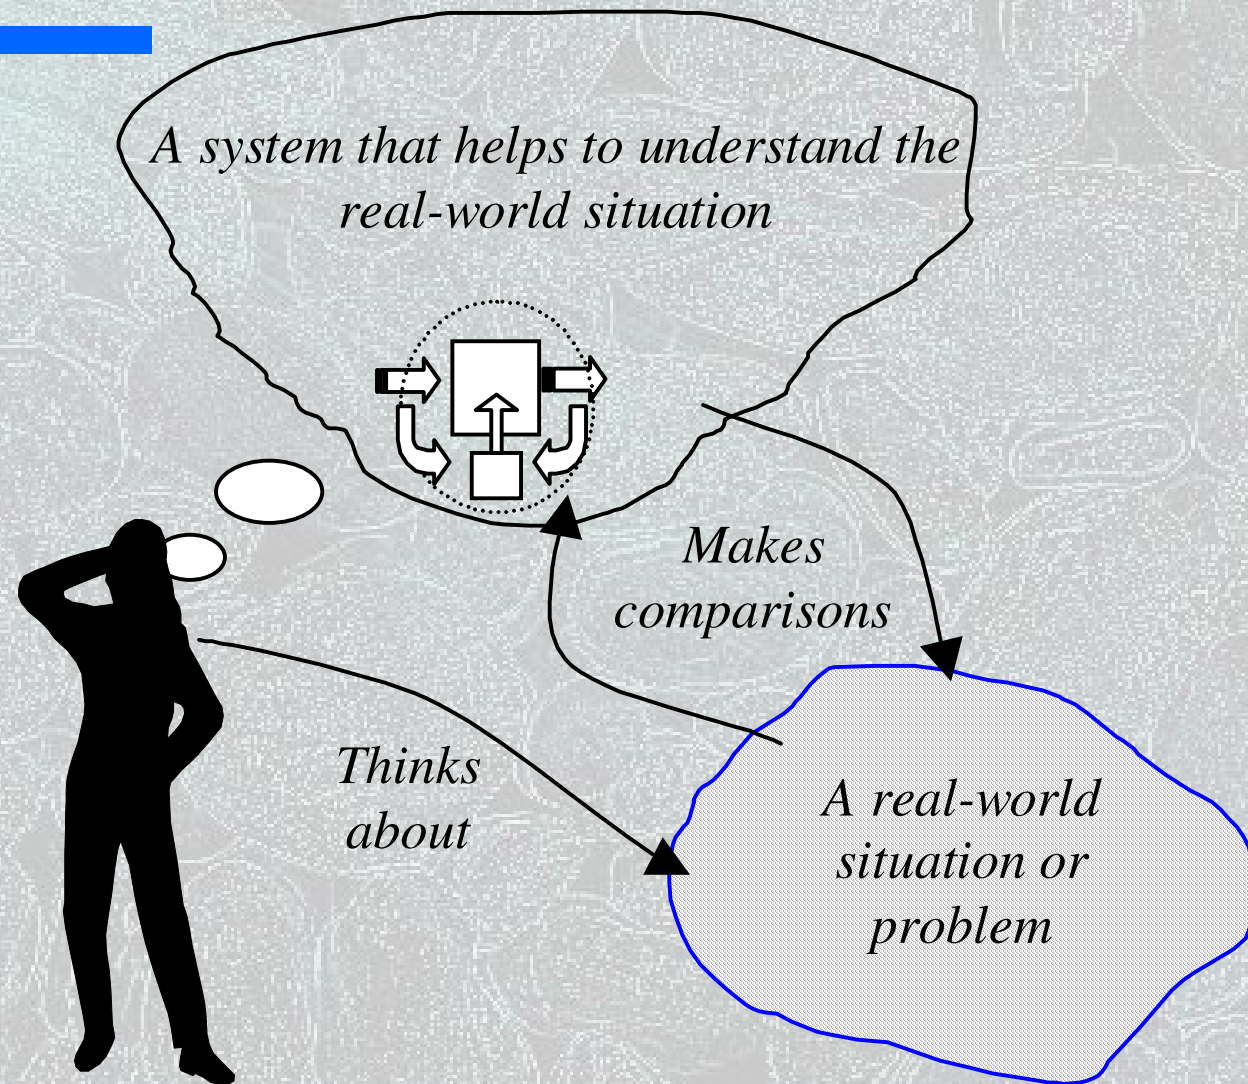 A system that helps to understand the
real-world situation
Makes
comparisons
Thinks
about
A real-world
situation or
problem